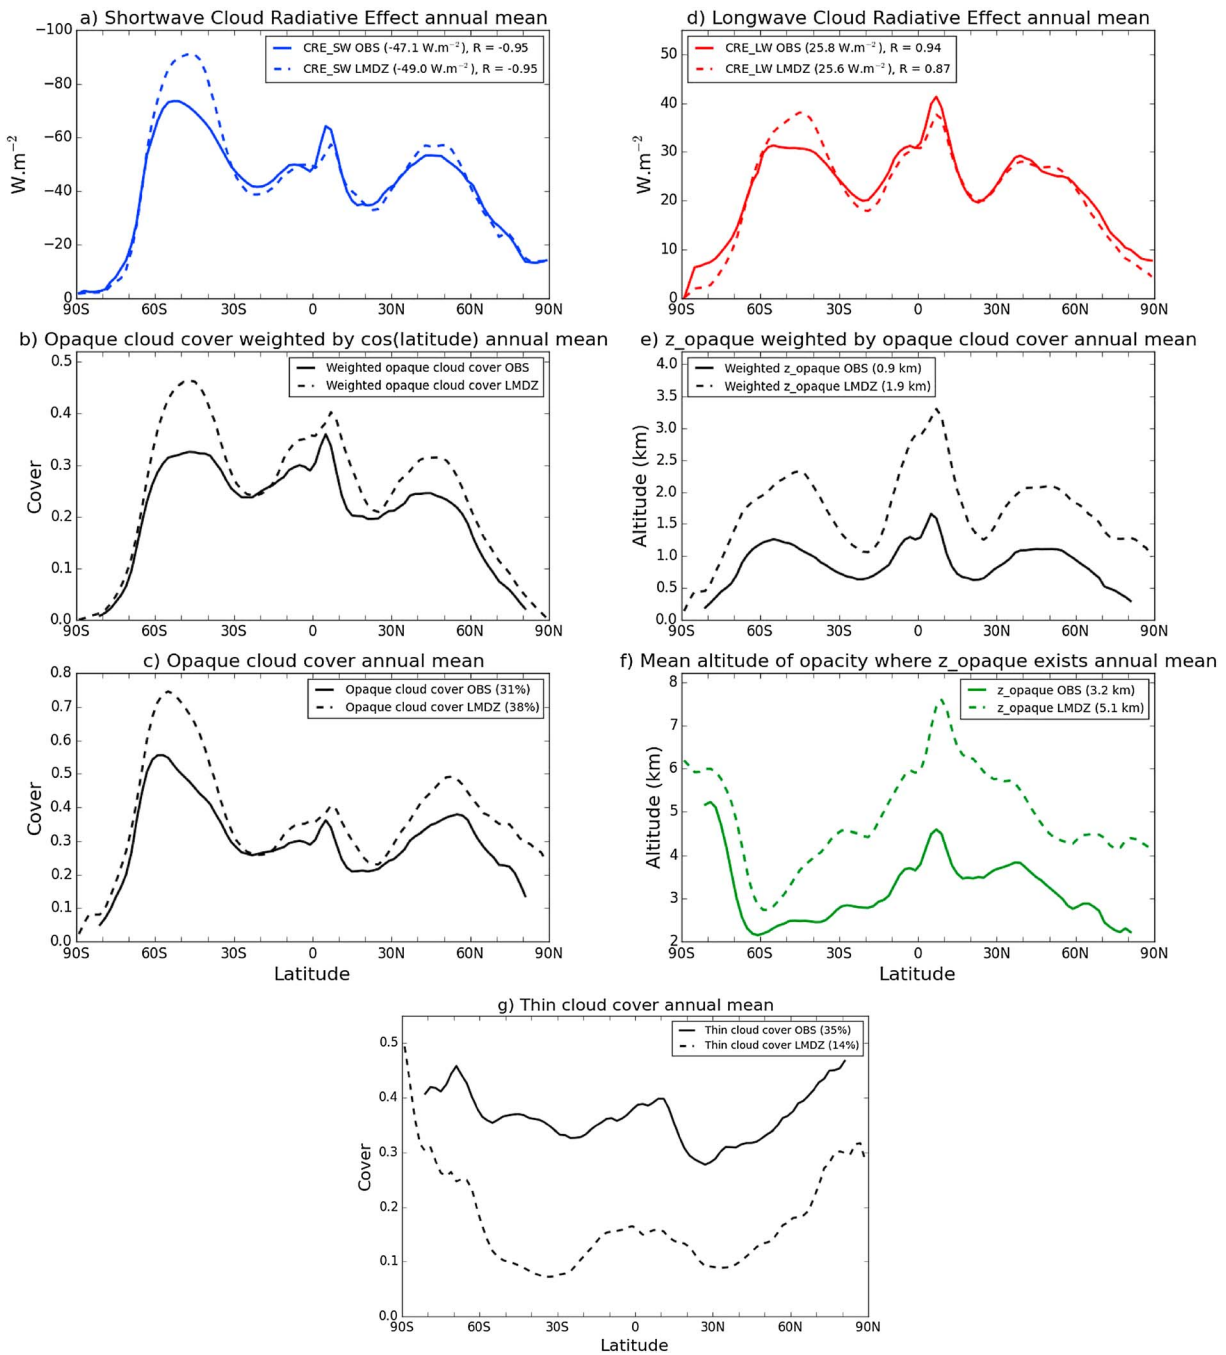 a) Shortwave Cloud Radiative Effect annual mean
−100
−80
−60
−40
−20
0
W.m⁻²
CRE_SW OBS (-47.1 W.m⁻²), R = -0.95
CRE_SW LMDZ (-49.0 W.m⁻²), R = -0.95
90S 60S 30S 0 30N 60N 90N
d) Longwave Cloud Radiative Effect annual mean
50
40
30
20
10
0
W.m⁻²
CRE_LW OBS (25.8 W.m⁻²), R = 0.94
CRE_LW LMDZ (25.6 W.m⁻²), R = 0.87
90S 60S 30S 0 30N 60N 90N
b) Opaque cloud cover weighted by cos(latitude) annual mean
0.5
0.4
0.3
0.2
0.1
0.0
Cover
Weighted opaque cloud cover OBS
Weighted opaque cloud cover LMDZ
90S 60S 30S 0 30N 60N 90N
e) z_opaque weighted by opaque cloud cover annual mean
4.0
3.5
3.0
2.5
2.0
1.5
1.0
0.5
0.0
Altitude (km)
Weighted z_opaque OBS (0.9 km)
Weighted z_opaque LMDZ (1.9 km)
90S 60S 30S 0 30N 60N 90N
c) Opaque cloud cover annual mean
0.8
0.7
0.6
0.5
0.4
0.3
0.2
0.1
0.0
Cover
Opaque cloud cover OBS (31%)
Opaque cloud cover LMDZ (38%)
90S 60S 30S 0 30N 60N 90N
Latitude
f) Mean altitude of opacity where z_opaque exists annual mean
8
7
6
5
4
3
2
Altitude (km)
z_opaque OBS (3.2 km)
z_opaque LMDZ (5.1 km)
90S 60S 30S 0 30N 60N 90N
Latitude
g) Thin cloud cover annual mean
0.5
0.4
0.3
0.2
0.1
0.0
Cover
Thin cloud cover OBS (35%)
Thin cloud cover LMDZ (14%)
90S 60S 30S 0 30N 60N 90N
Latitude